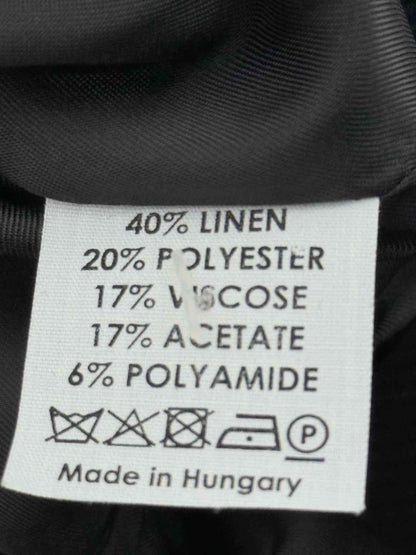 40% LINEN
20% POLYESTER
17% VISCOSE
17% ACETATE
6% POLYAMIDE
P
Made in Hungary